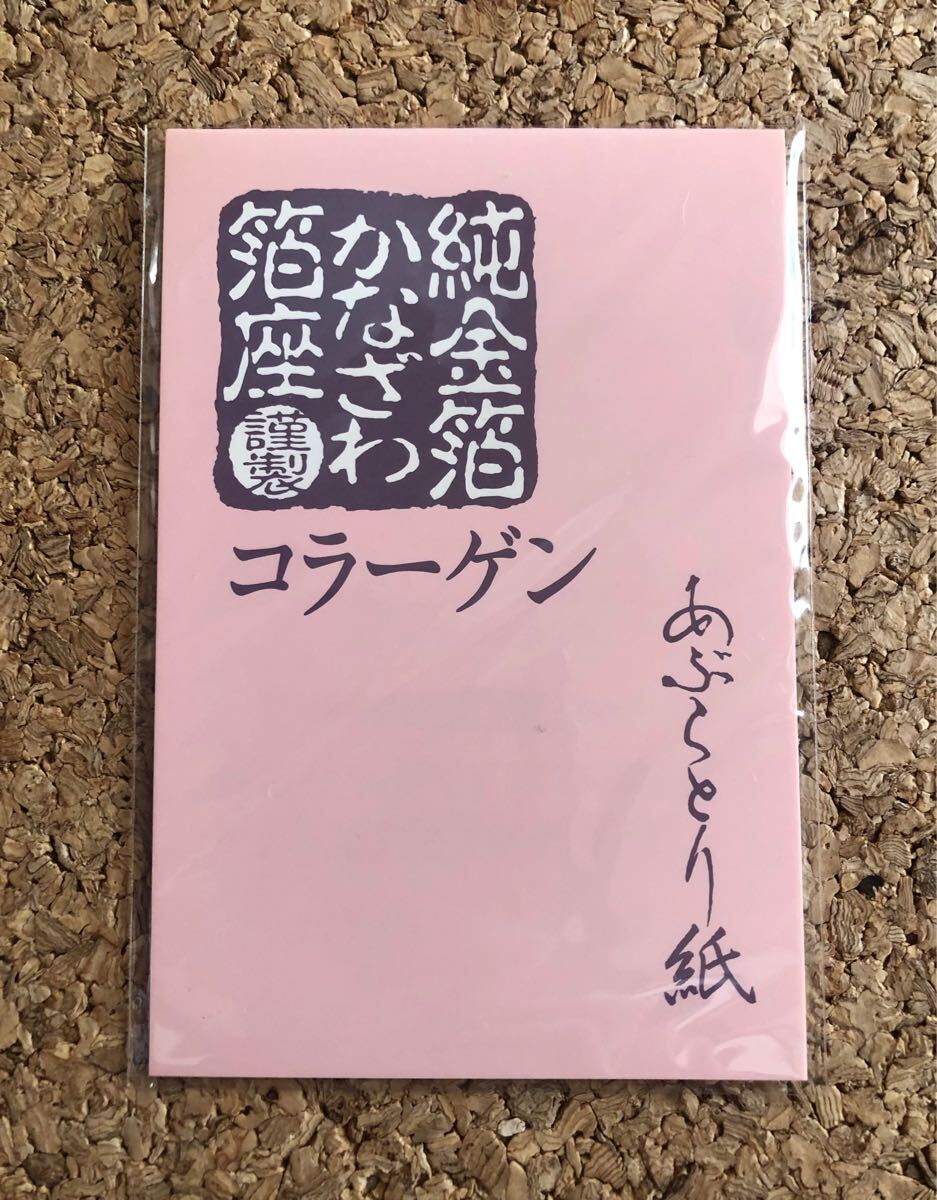 純金箔
かなざわ
箔座
謹製
コラーゲン
あぶらとり紙